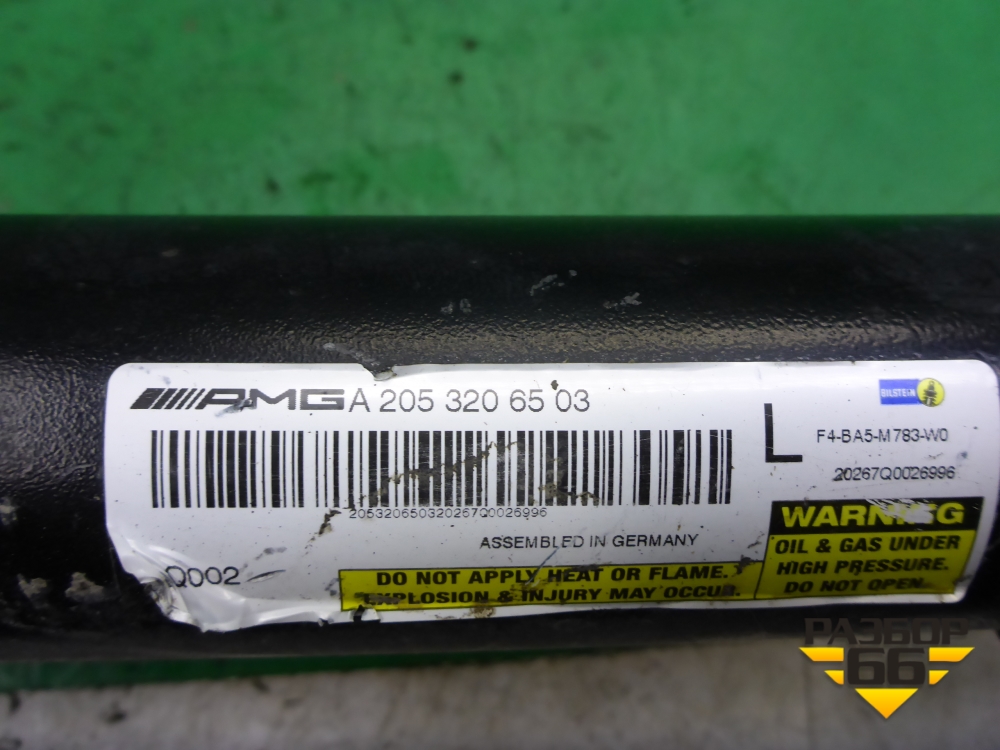 AMG A 205 320 65 03
BILSTEIN
L
F4-BA5-M783-W0
20267Q0026996
205320650320267Q0026996
ASSEMBLED IN GERMANY
Q002
DO NOT APPLY HEAT OR FLAME.
EXPLOSION & INJURY MAY OCCUR.
WARNING
OIL & GAS UNDER
HIGH PRESSURE.
DO NOT OPEN.
РАЗБОР
66